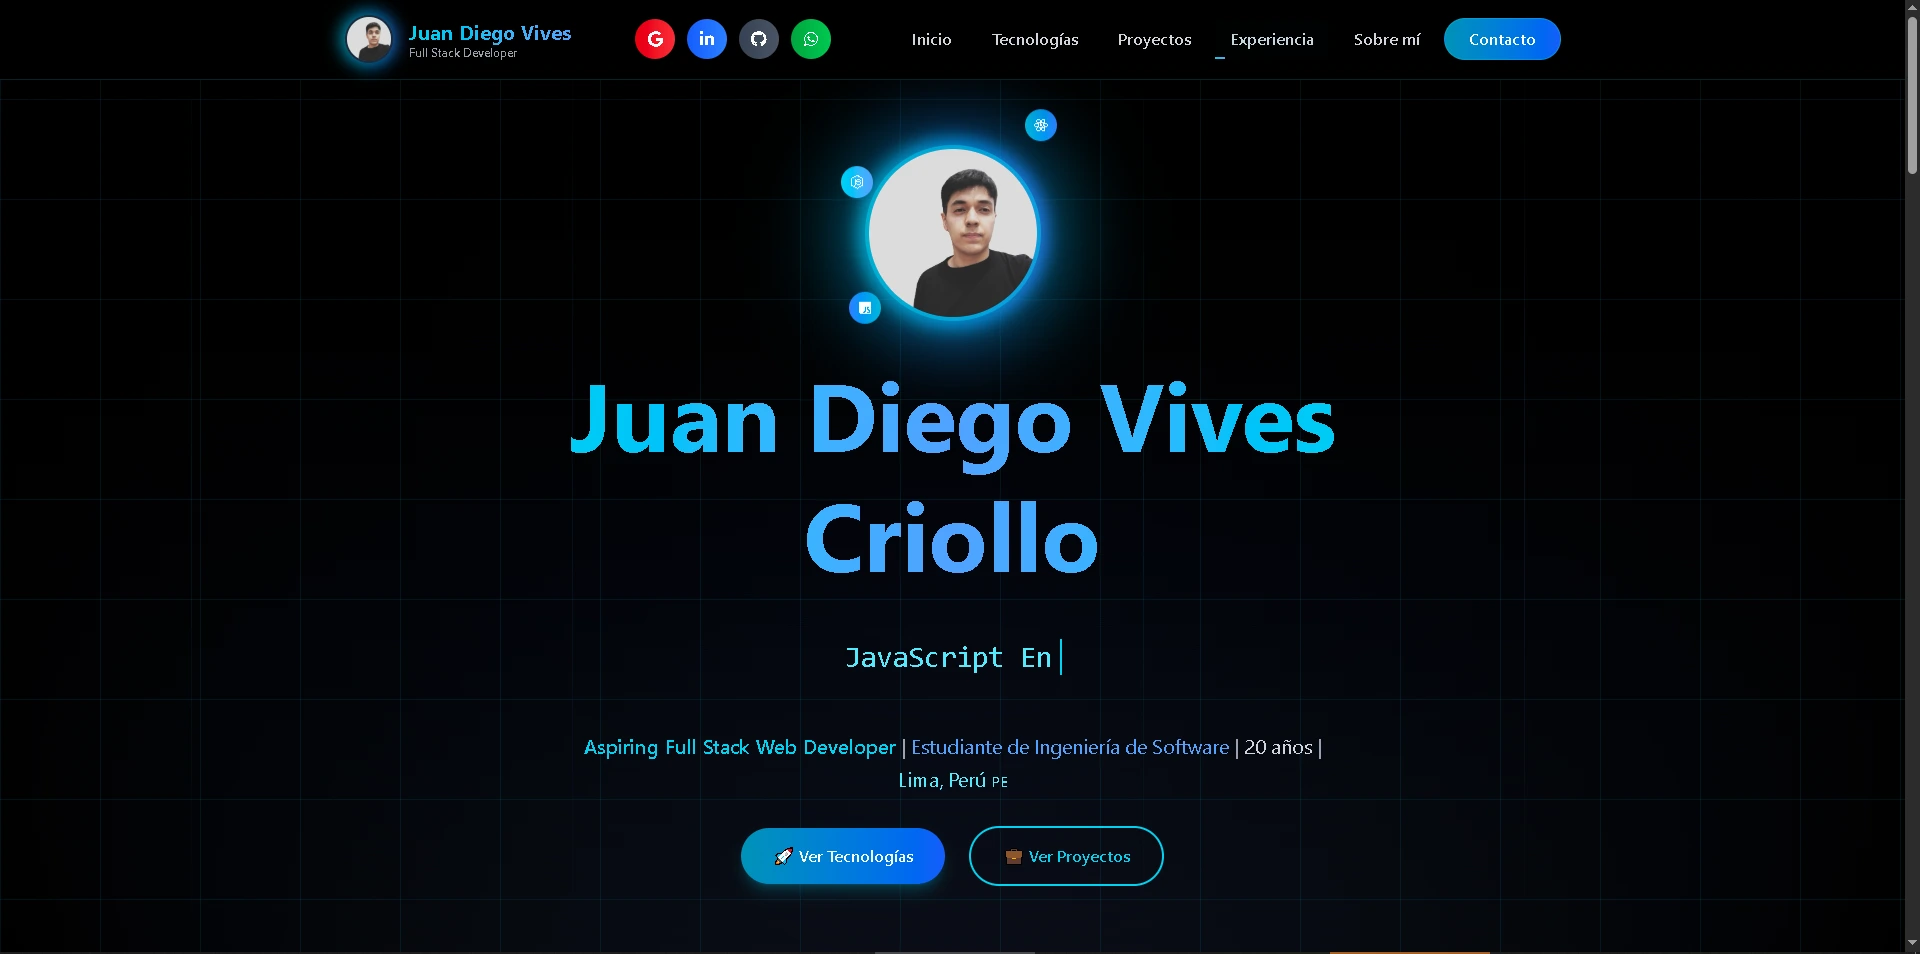 Juan Diego Vives
Full Stack Developer
Inicio
Tecnologías
Proyectos
Experiencia
Sobre mí
Contacto
Juan Diego Vives
Criollo
JavaScript En
Aspiring Full Stack Web Developer | Estudiante de Ingeniería de Software | 20 años |
Lima, Perú PE
🚀 Ver Tecnologías
💼 Ver Proyectos